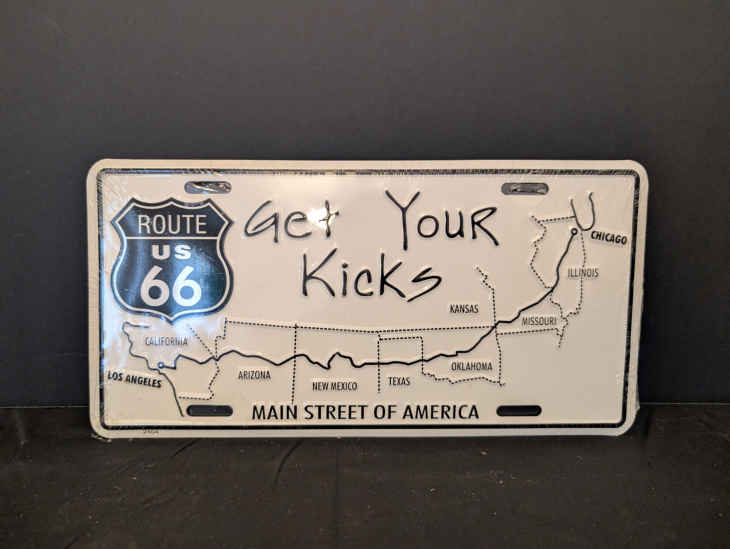 ROUTE
US
66
Get Your
Kicks
CHICAGO
ILLINOIS
KANSAS
MISSOURI
CALIFORNIA
OKLAHOMA
ARIZONA
TEXAS
LOS ANGELES
NEW MEXICO
MAIN STREET OF AMERICA